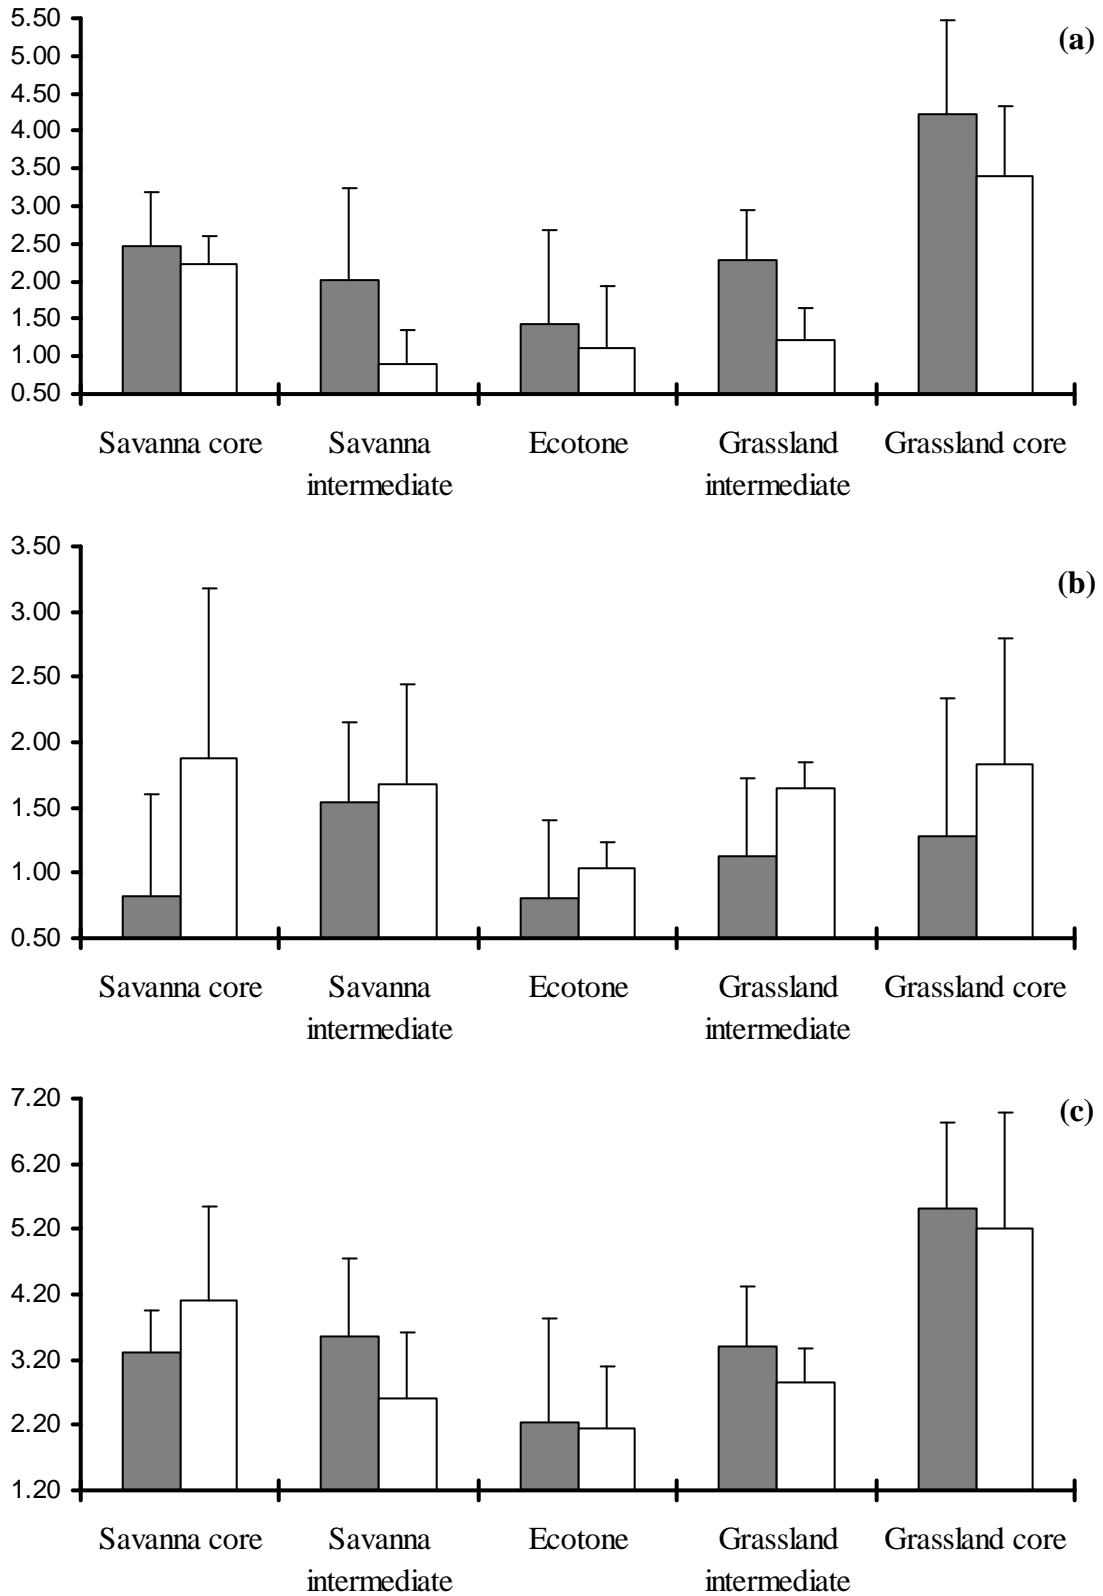 5.50
(a)
5.00
4.50
4.00
3.50
3.00
2.50
2.00
1.50
1.00
0.50
Savanna core Savanna Ecotone Grassland Grassland core
intermediate intermediate
3.50
(b)
3.00
2.50
2.00
1.50
1.00
0.50
Savanna core Savanna Ecotone Grassland Grassland core
intermediate intermediate
7.20
(c)
6.20
5.20
4.20
3.20
2.20
1.20
Savanna core Savanna Ecotone Grassland Grassland core
intermediate intermediate